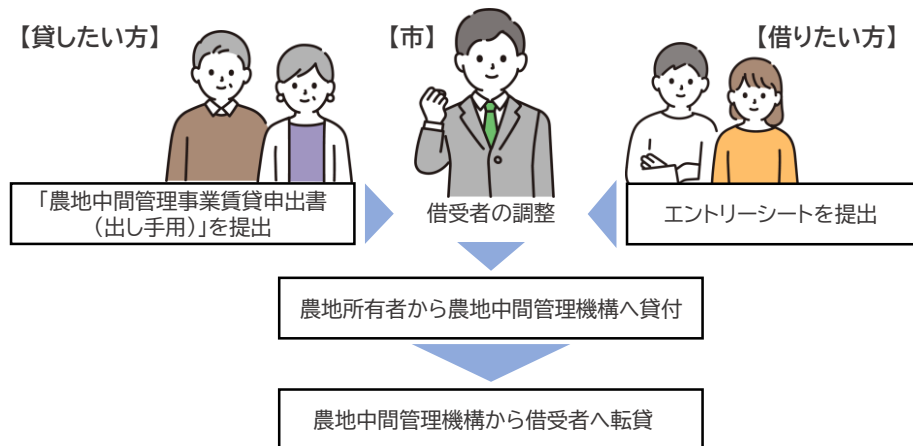 【貸したい方】
【市】
【借りたい方】
「農地中間管理事業賃貸申出書
（出し手用）」を提出
借受者の調整
エントリーシートを提出
農地所有者から農地中間管理機構へ貸付
農地中間管理機構から借受者へ転貸